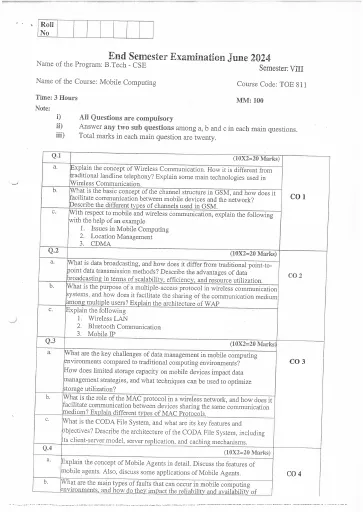 Roll
No
End Semester Examination June 2024
Name of the Program: B.Tech - CSE
Semester: VIII
Name of the Course: Mobile Computing
Course Code: TOE 811
Time: 3 Hours
MM: 100
Note:
i) All Questions are compulsory
ii) Answer any two sub questions among a, b and c in each main questions.
iii) Total marks in each main question are twenty.
Q.1
(10X2=20 Marks)
a. Explain the concept of Wireless Communication. How it is different from
traditional landline telephony? Explain some technologies used in
Wireless Communication.
b. What is the basic concept of the channel structure in GSM, and how does it
facilitate communication between mobile devices and the network?
Describe the different types of channels used in GSM.
CO 1
c. With respect to mobile and wireless communication, explain the following
with the help of an example
1. Issues in Mobile Computing
2. Location Management
3. CDMA
Q.2
(10X2=20 Marks)
a. What is data broadcasting, and how does it differ from traditional point-to-
point data transmission methods? Describe the advantages of data
broadcasting in terms of scalability, efficiency, and resource utilization.
CO 2
b. What is the purpose of a multiple-access protocol in wireless communication
systems, and how does it facilitate the sharing of the communication medium
among multiple users? Explain the architecture of WAP
c. Explain the following
1. Wireless LAN
2. Bluetooth Communication
3. Mobile IP
Q.3
(10X2=20 Marks)
a. What are the key challenges of data management in mobile computing
environments compared to traditional computing environments?
How does limited storage capacity on mobile devices impact data
management strategies, and what techniques can be used to optimize
storage utilization?
CO 3
b. What is the role of the MAC protocol in a wireless network, and how does it
facilitate communication between devices sharing the same communication
medium? Explain different types of MAC Protocols.
c. What is the CODA File System, and what are its key features and
objectives? Describe the architecture of the CODA File System, including
its client-server model, server replication, and caching mechanisms.
Q.4
(10X2=20 Marks)
a. Explain the concept of Mobile Agents in detail. Discuss the features of
mobile agents. Also, discuss some applications of Mobile Agents.
CO 4
b. What are the main types of faults that can occur in mobile computing
environments, and how do they impact the reliability and availability of